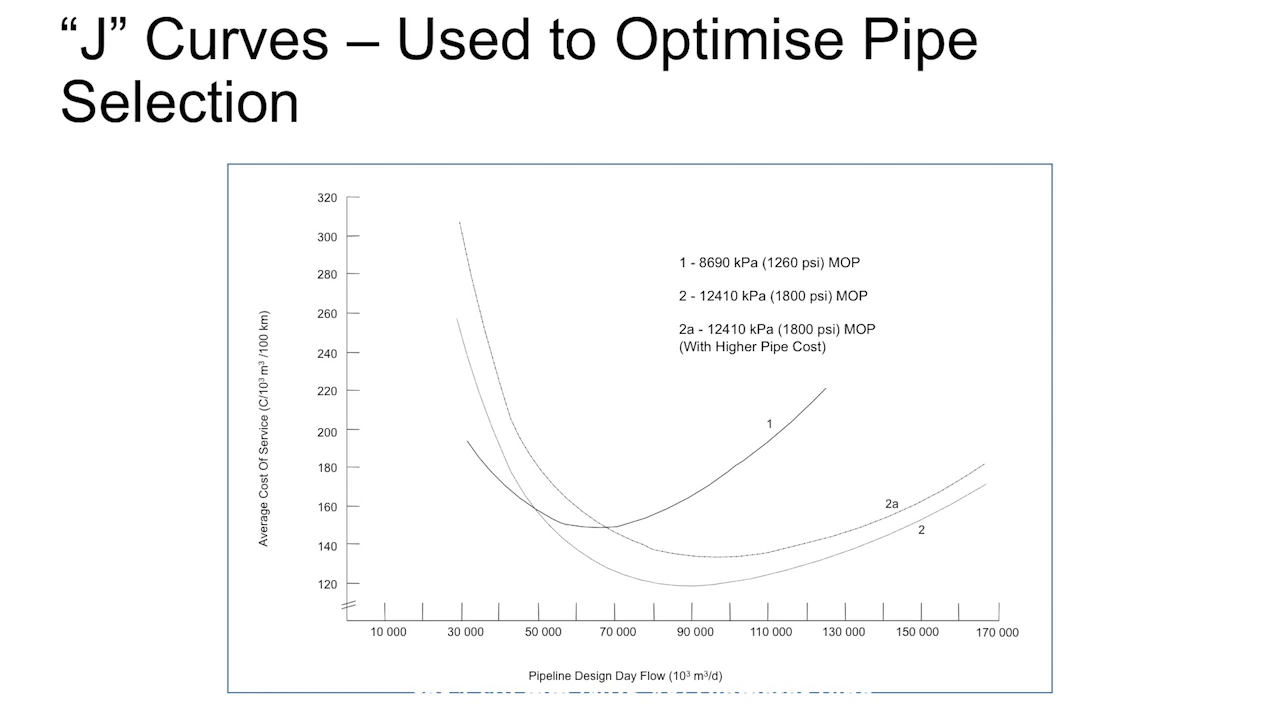 “J” Curves – Used to Optimise Pipe
Selection
320
300
280
260
240
220
200
180
160
140
120
Average Cost Of Service (C/10³ m³ /100 km)
1 - 8690 kPa (1260 psi) MOP
2 - 12410 kPa (1800 psi) MOP
2a - 12410 kPa (1800 psi) MOP
(With Higher Pipe Cost)
1
2a
2
10 000 30 000 50 000 70 000 90 000 110 000 130 000 150 000 170 000
Pipeline Design Day Flow (10³ m³/d)